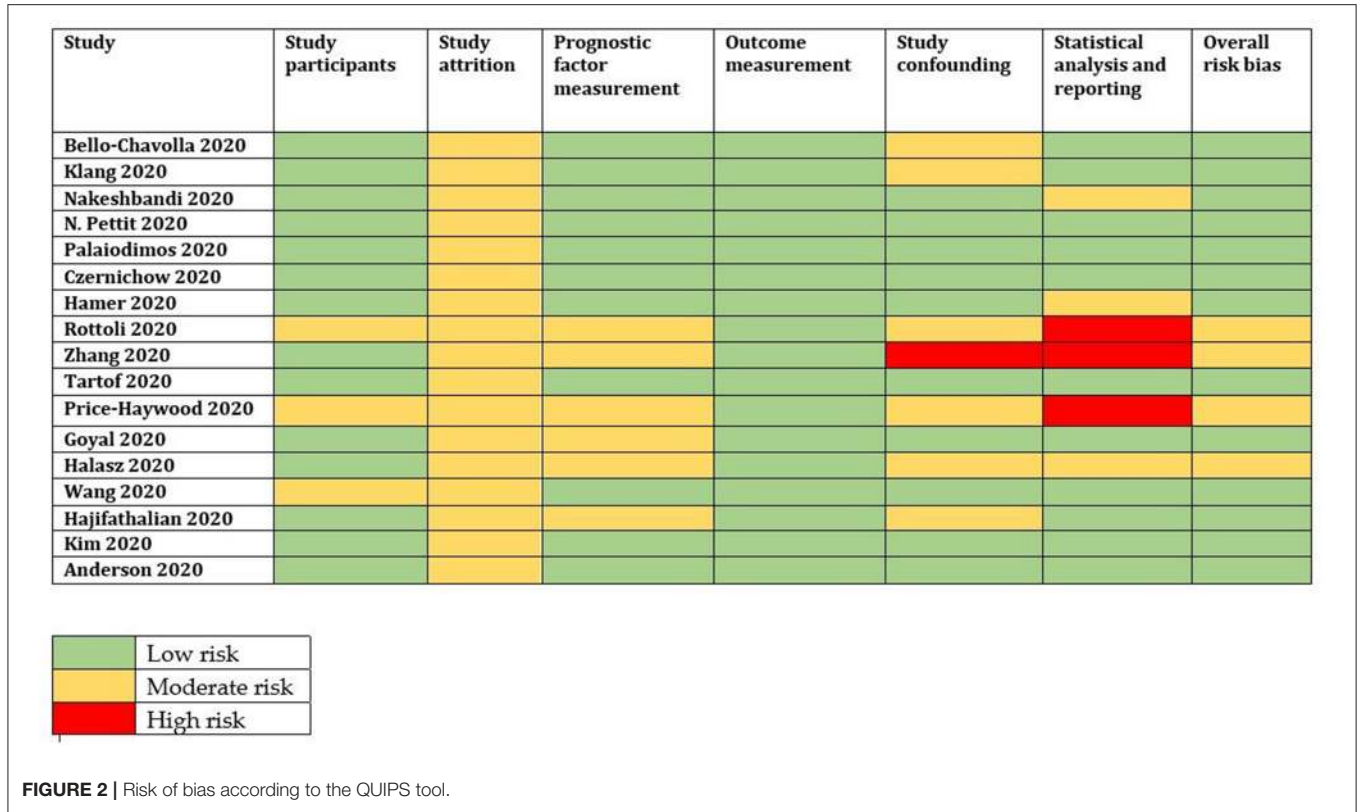 Study Study participants Study attrition Prognostic factor measurement Outcome measurement Study confounding Statistical analysis and reporting Overall risk bias
Bello-Chavolla 2020
Klang 2020
Nakeshbandi 2020
N. Pettit 2020
Palaiodimos 2020
Czernichow 2020
Hamer 2020
Rottoli 2020
Zhang 2020
Tartof 2020
Price-Haywood 2020
Goyal 2020
Halasz 2020
Wang 2020
Hajifathalian 2020
Kim 2020
Anderson 2020
Low risk
Moderate risk
High risk
FIGURE 2 | Risk of bias according to the QUIPS tool.